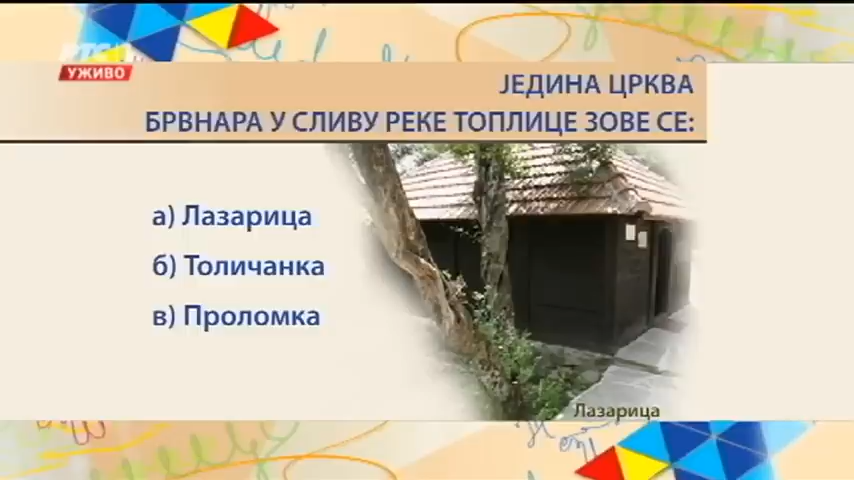 РТС
УЖИВО
ЈЕДИНА ЦРКВА
БРВНАРА У СЛИВУ РЕКЕ ТОПЛИЦЕ ЗОВЕ СЕ:
а) Лазарица
б) Толичанка
в) Проломка
Лазарица